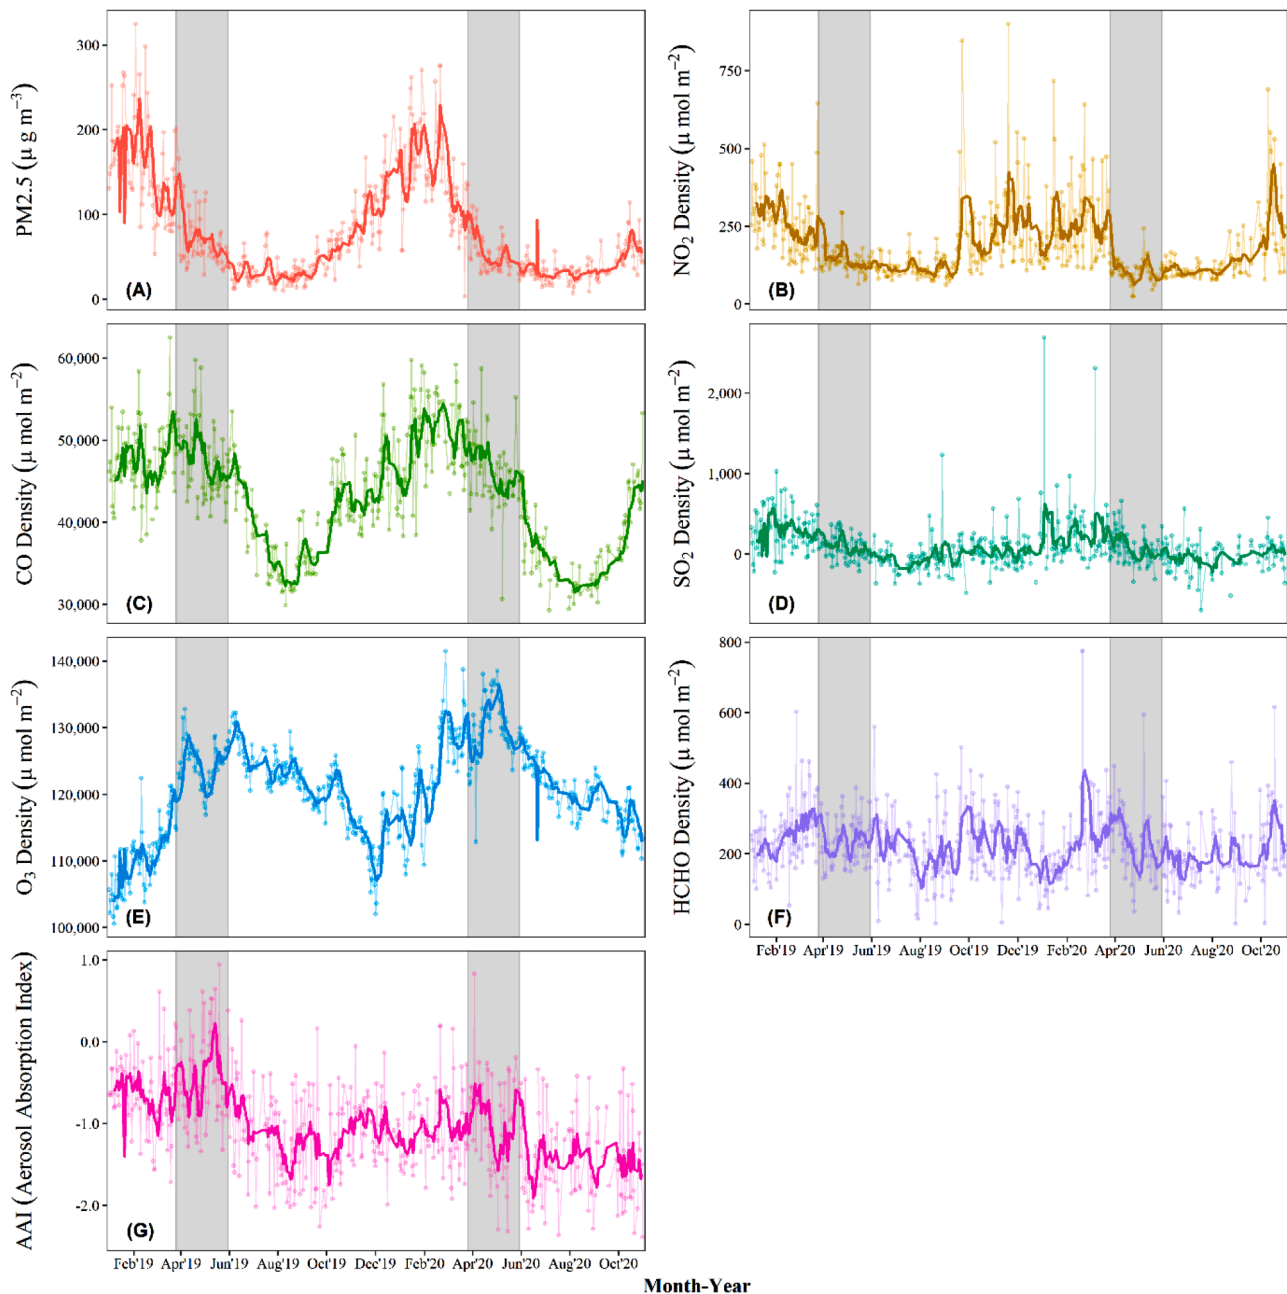 PM2.5 (μ g m⁻³)
300
200
100
0
(A)
NO₂ Density (μ mol m⁻²)
750
500
250
0
(B)
CO Density (μ mol m⁻²)
60,000
50,000
40,000
30,000
(C)
SO₂ Density (μ mol m⁻²)
2,000
1,000
0
(D)
O₃ Density (μ mol m⁻²)
140,000
130,000
120,000
110,000
100,000
(E)
HCHO Density (μ mol m⁻²)
800
600
400
200
0
(F)
Feb'19 Apr'19 Jun'19 Aug'19 Oct'19 Dec'19 Feb'20 Apr'20 Jun'20 Aug'20 Oct'20
AAI (Aerosol Absorption Index)
1.0
0.0
-1.0
-2.0
(G)
Feb'19 Apr'19 Jun'19 Aug'19 Oct'19 Dec'19 Feb'20 Apr'20 Jun'20 Aug'20 Oct'20
Month-Year